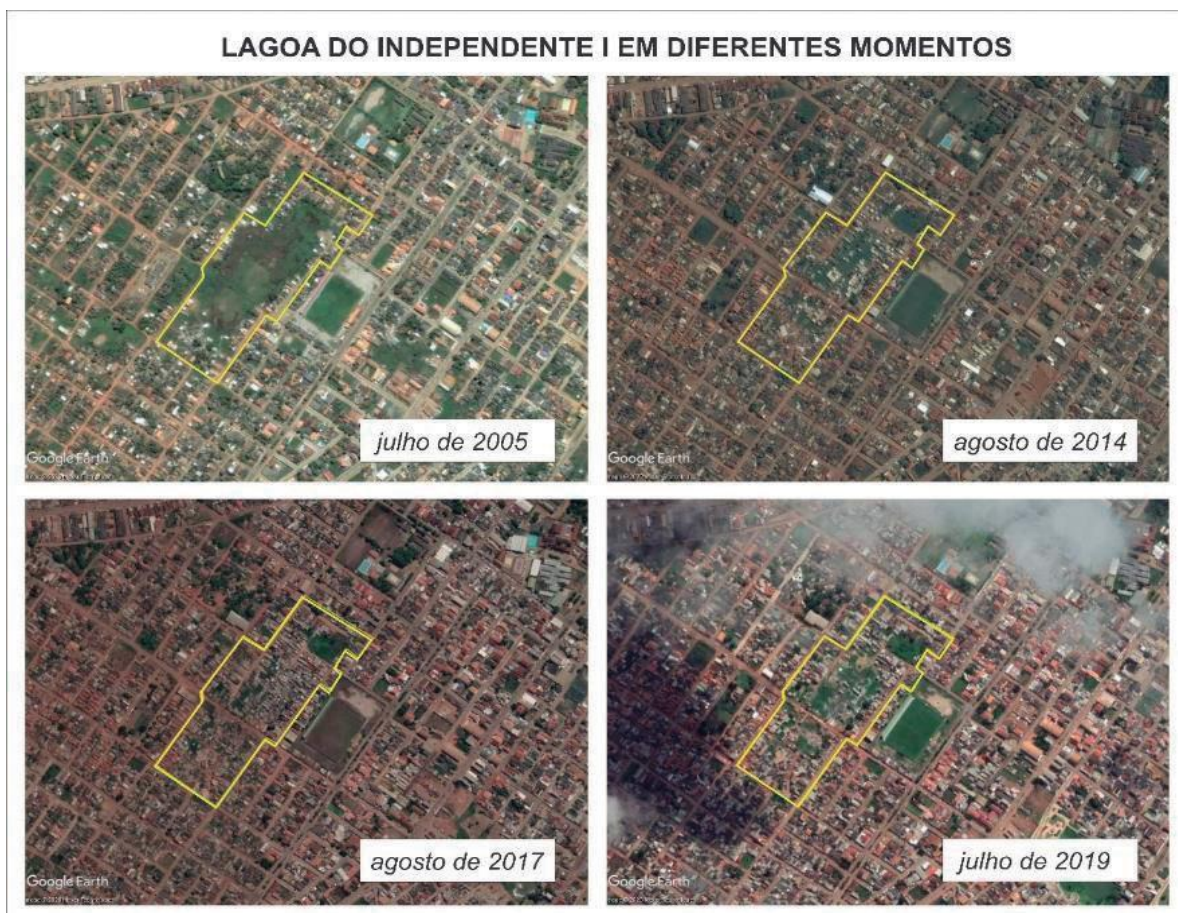 LAGOA DO INDEPENDENTE I EM DIFERENTES MOMENTOS
julho de 2005
Google Earth
agosto de 2014
Google Earth
agosto de 2017
Google Earth
julho de 2019
Google Earth